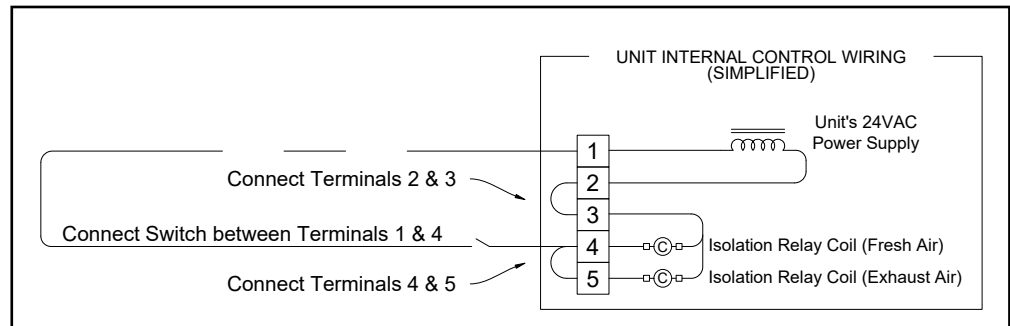 UNIT INTERNAL CONTROL WIRING
(SIMPLIFIED)
Unit's 24VAC
Power Supply
1
2
3
4
5
Connect Terminals 2 & 3
Connect Switch between Terminals 1 & 4
Connect Terminals 4 & 5
C
Isolation Relay Coil (Fresh Air)
C
Isolation Relay Coil (Exhaust Air)